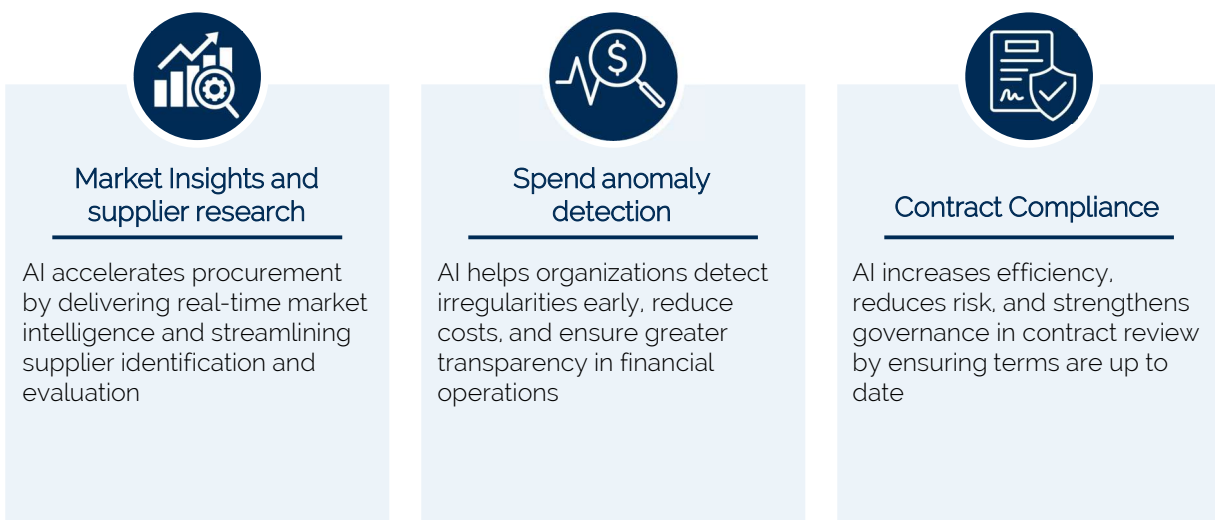 Market Insights and
supplier research
AI accelerates procurement
by delivering real-time market
intelligence and streamlining
supplier identification and
evaluation
$
Spend anomaly
detection
AI helps organizations detect
irregularities early, reduce
costs, and ensure greater
transparency in financial
operations
Contract Compliance
AI increases efficiency,
reduces risk, and strengthens
governance in contract review
by ensuring terms are up to
date